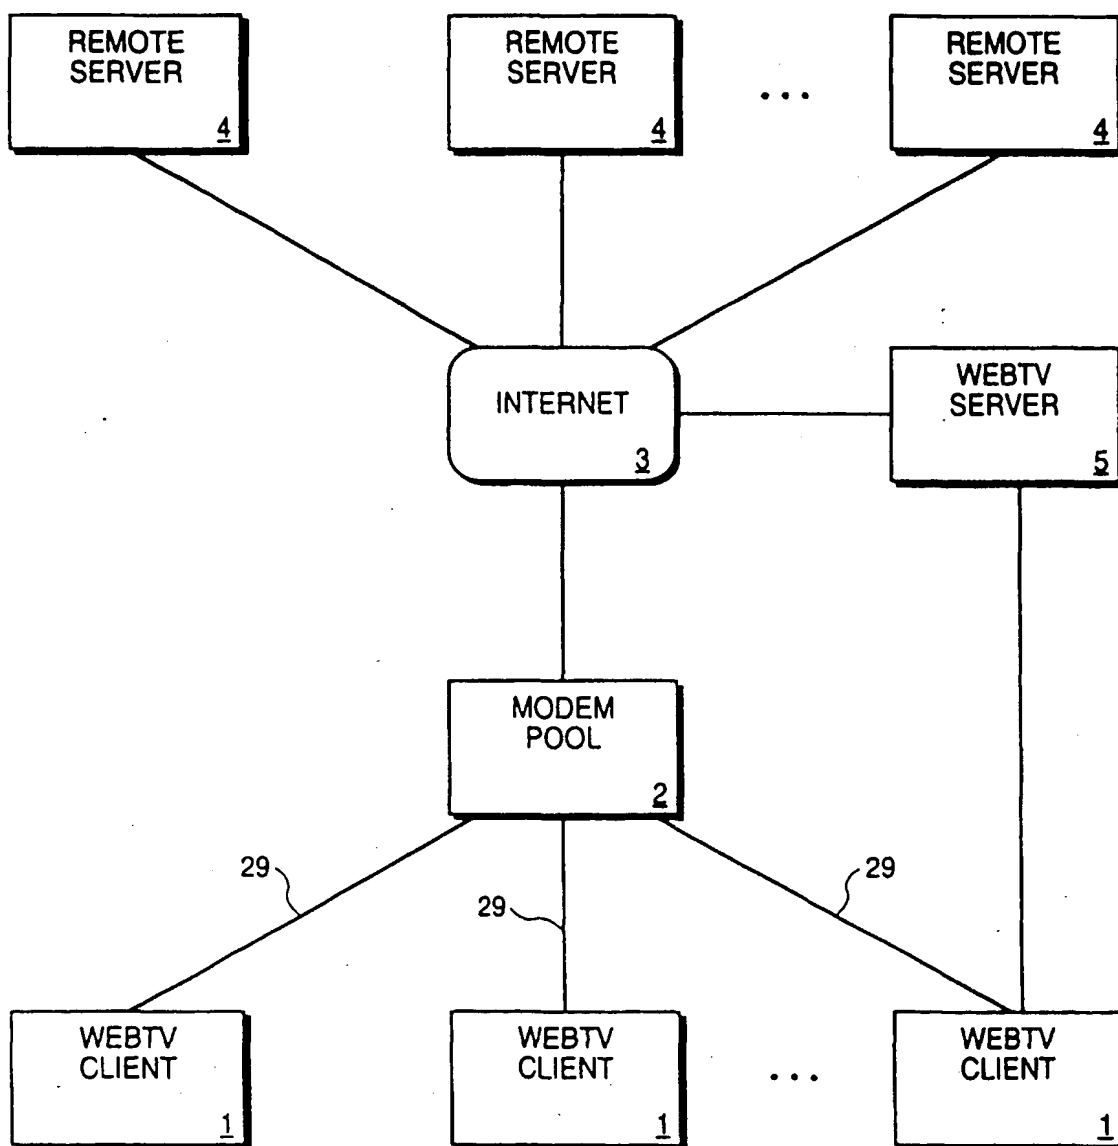 REMOTE
SERVER
4
REMOTE
SERVER
4
...
REMOTE
SERVER
4
INTERNET
3
WEBTV
SERVER
5
MODEM
POOL
2
29
29
29
WEBTV
CLIENT
1
WEBTV
CLIENT
1
...
WEBTV
CLIENT
1